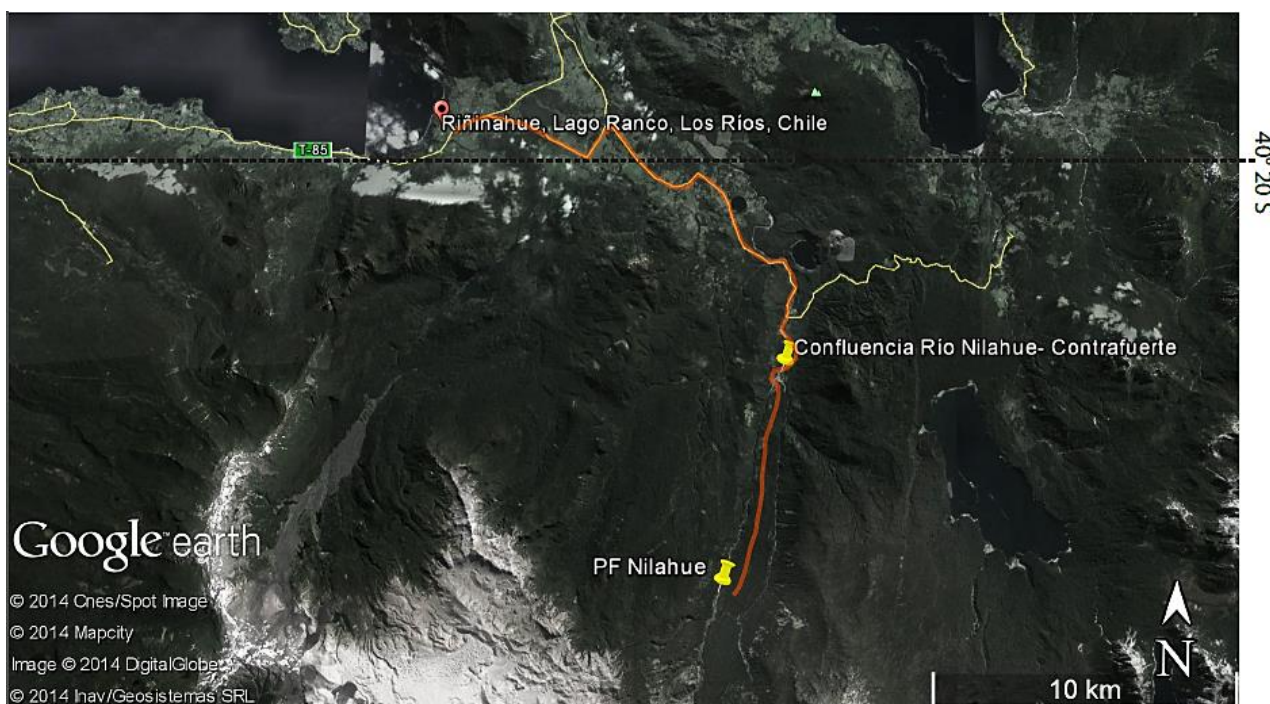 Riñinahue, Lago Ranco, Los Ríos, Chile
T-85
40° 20 S
Confluencia Río Nilahue- Contrafuerte
PF Nilahue
Google earth
© 2014 Cnes/Spot Image
© 2014 Mapcity
Image © 2014 DigitalGlobe
© 2014 Inav/Geosistemas SRL
N
10 km